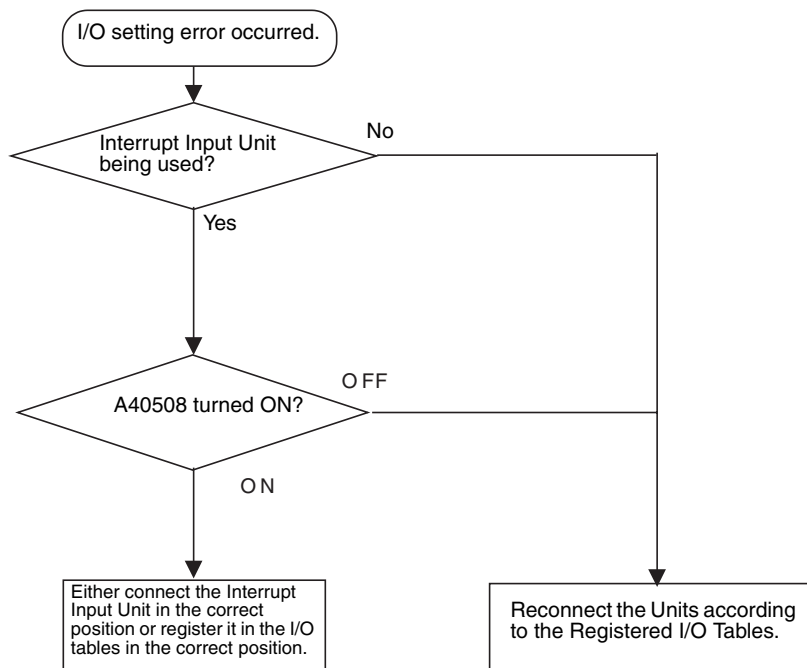 I/O setting error occurred.
Interrupt Input Unit
being used?
No
Yes
A40508 turned ON?
OFF
ON
Either connect the Interrupt
Input Unit in the correct
position or register it in the I/O
tables in the correct position.
Reconnect the Units according
to the Registered I/O Tables.